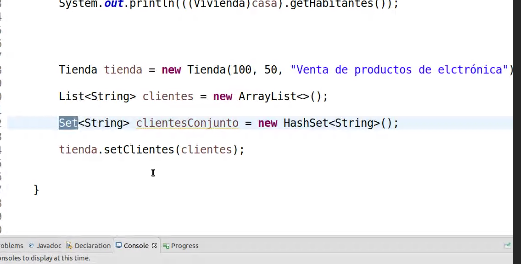 System.out.println(((Vivienda)casa).getHabitantes());
Tienda tienda = new Tienda(100, 50, "Venta de productos de elctrónica")
List<String> clientes = new ArrayList<>();
Set<String> clientesConjunto = new HashSet<String>();
tienda.setClientes(clientes);
}
oblems Javadoc Declaration Console Progress
onsoles to display at this time.